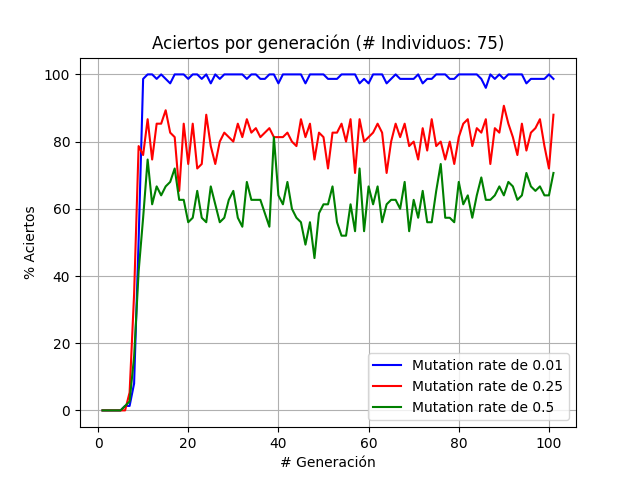 Aciertos por generación (# Individuos: 75)
% Aciertos
100
80
60
40
20
0
0 20 40 60 80 100
# Generación
Mutation rate de 0.01
Mutation rate de 0.25
Mutation rate de 0.5